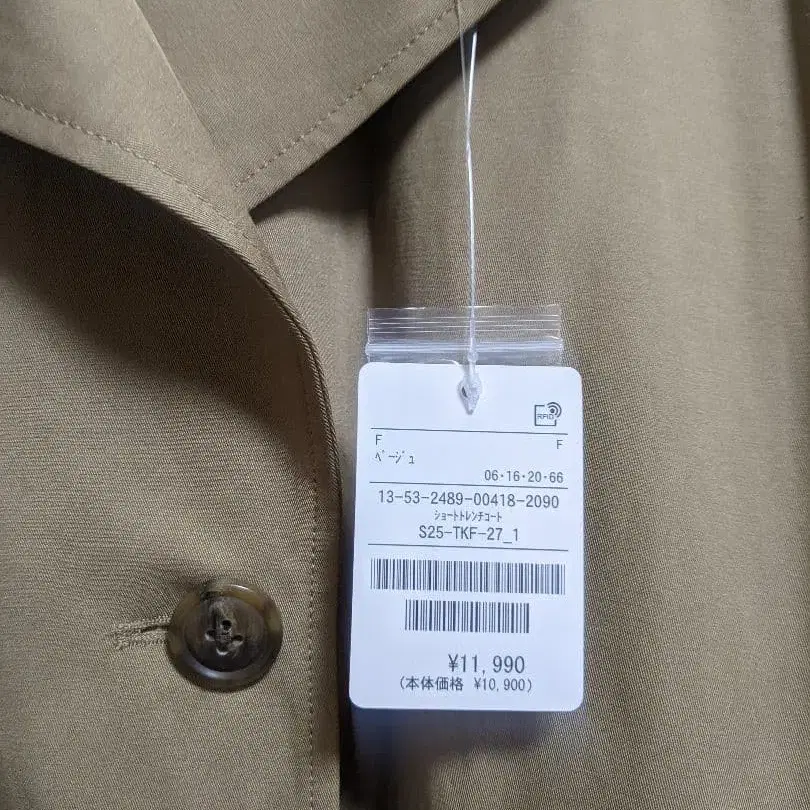 RFID
F F
ﾍﾞｰｼﾞｭ
06･16･20･66
13-53-2489-00418-2090
ｼｮｰﾄﾄﾚﾝﾁｺｰﾄ
S25-TKF-27_1
¥11,990
(本体価格 ¥10,900)